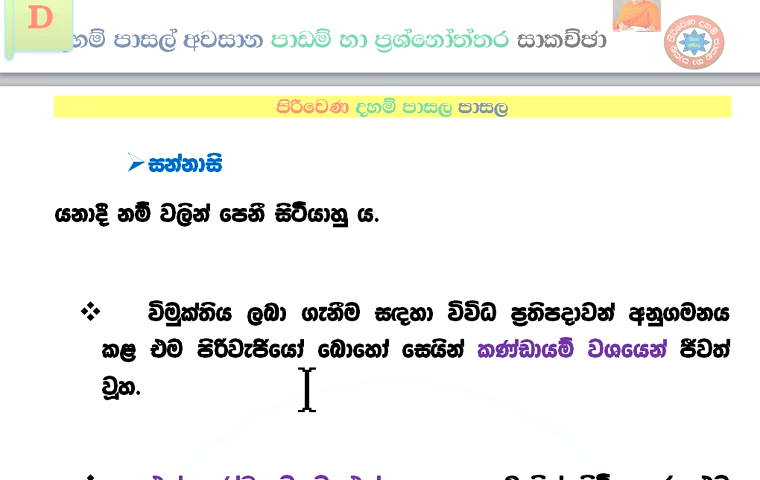 D
දහම් පාසල් අවසාන පාඩම් හා ප්‍රශ්නෝත්තර සාකච්ඡා
පිරිවෙණ දහම් පාසල පාසල
සන්නාසි
යනාදී නම් වලින් පෙනී සිටියාහු ය.
විමුක්තිය ලබා ගැනීම සඳහා විවිධ ප්‍රතිපදාවන් අනුගමනය
කළ එම පිරිවැජියෝ බොහෝ සෙයින් කණ්ඩායම් වශයෙන් ජීවත්
වූහ.